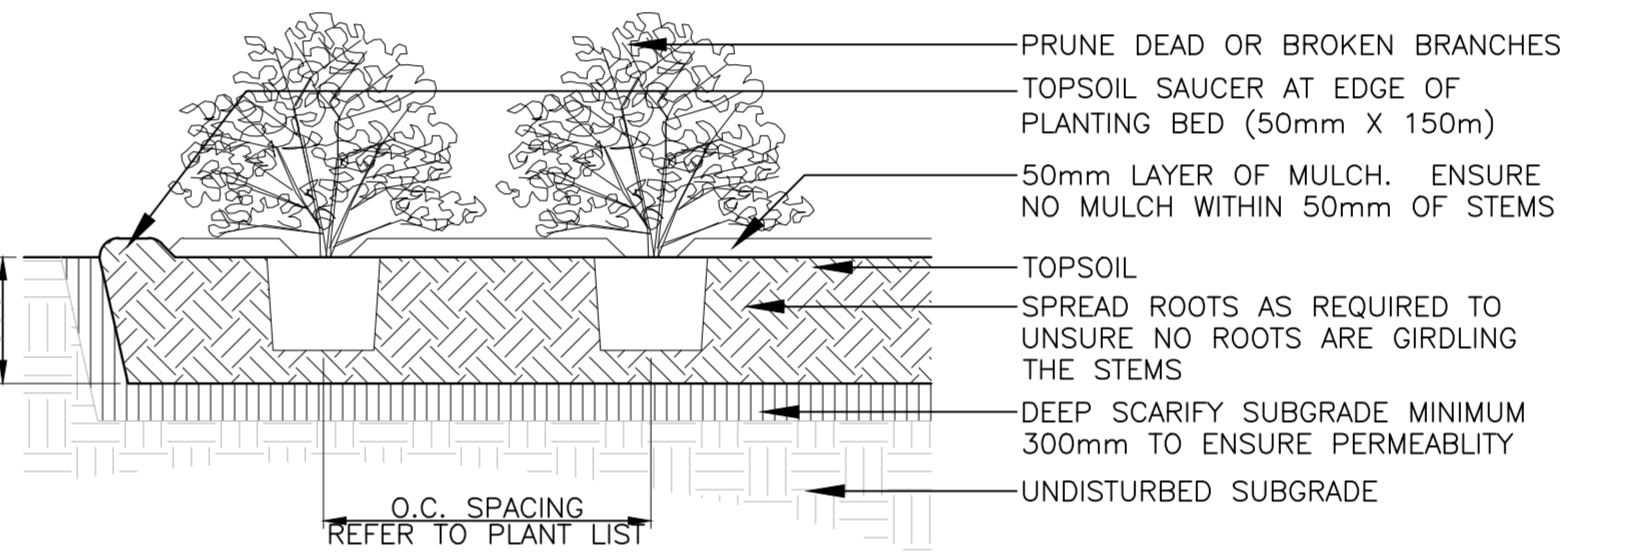 PRUNE DEAD OR BROKEN BRANCHES
TOPSOIL SAUCER AT EDGE OF
PLANTING BED (50mm X 150m)
50mm LAYER OF MULCH. ENSURE
NO MULCH WITHIN 50mm OF STEMS
TOPSOIL
SPREAD ROOTS AS REQUIRED TO
UNSURE NO ROOTS ARE GIRDLING
THE STEMS
DEEP SCARIFY SUBGRADE MINIMUM
300mm TO ENSURE PERMEABLITY
UNDISTURBED SUBGRADE
O.C. SPACING
REFER TO PLANT LIST